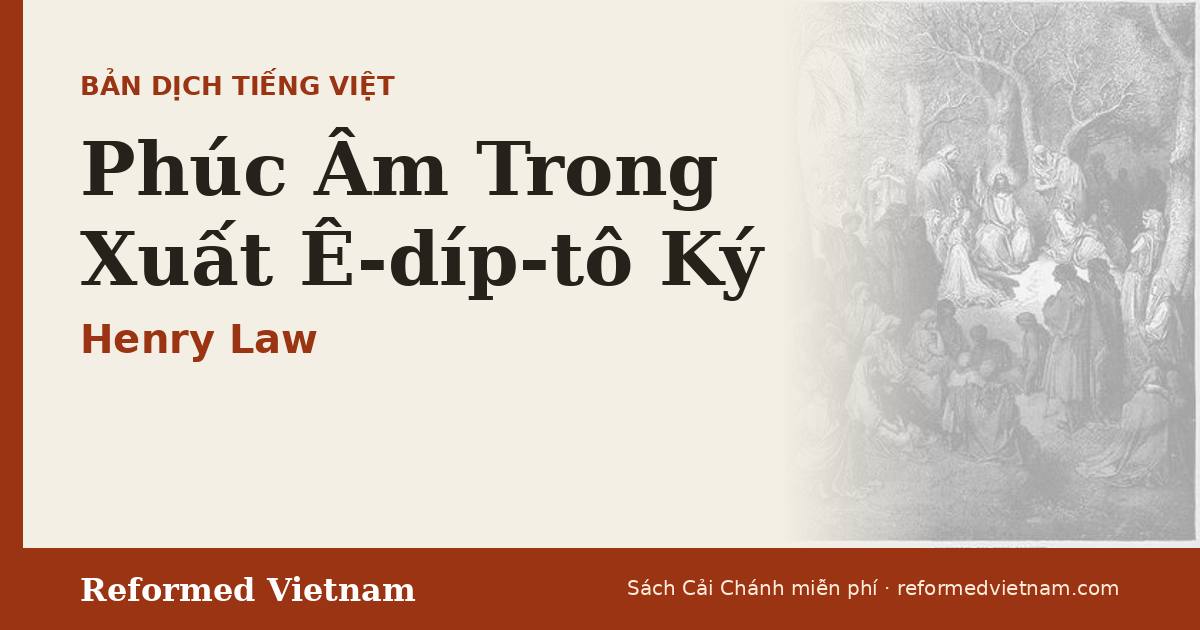 BẢN DỊCH TIẾNG VIỆT
Phúc Âm Trong
Xuất Ê-díp-tô Ký
Henry Law
Reformed Vietnam
Sách Cải Chánh miễn phí · reformedvietnam.com